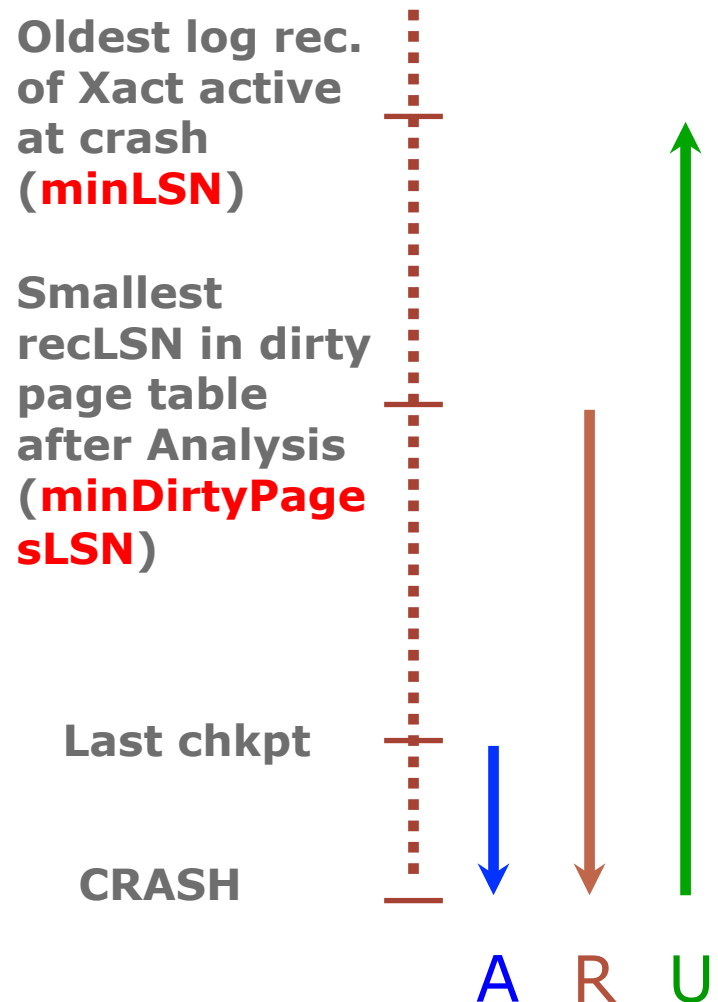 Oldest log rec.
of Xact active
at crash
(minLSN)
Smallest
recLSN in dirty
page table
after Analysis
(minDirtyPage
sLSN)
Last chkpt
CRASH
A R U